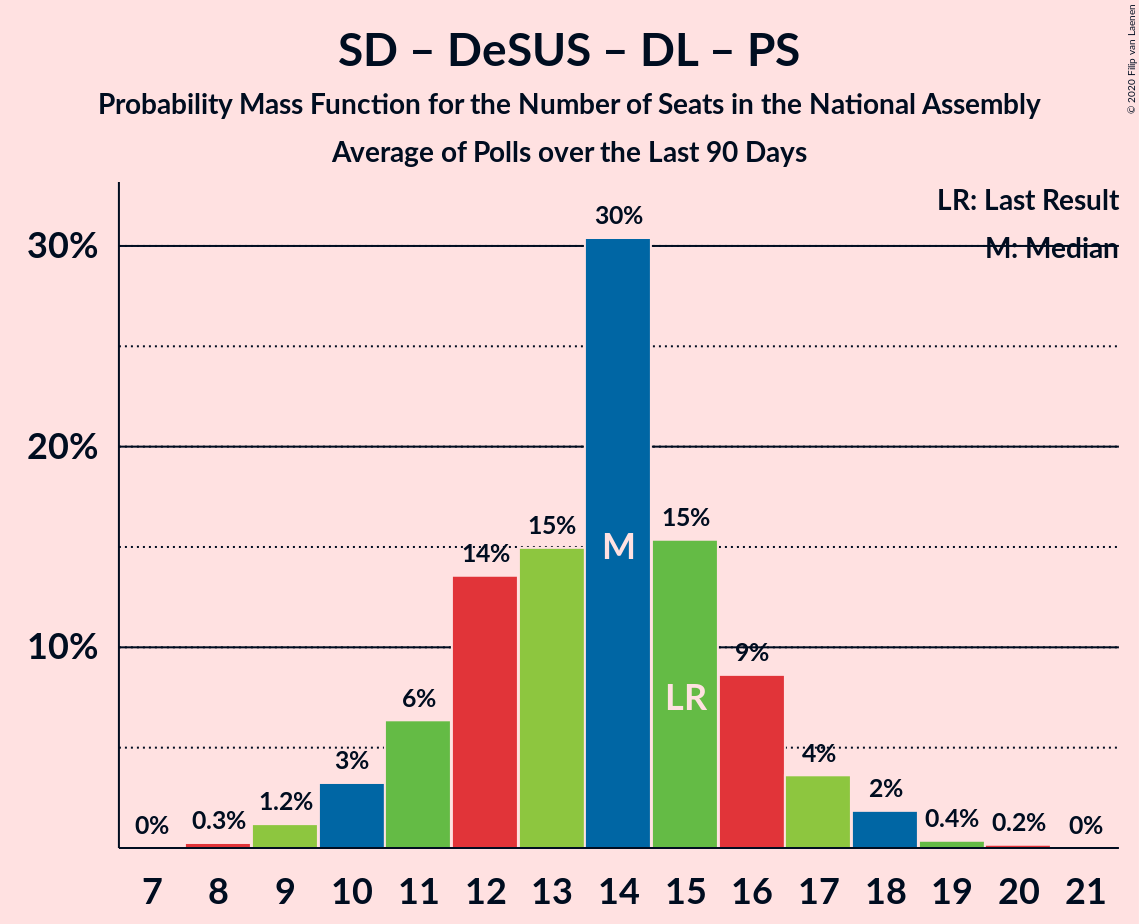 SD – DeSUS – DL – PS
Probability Mass Function for the Number of Seats in the National Assembly
Average of Polls over the Last 90 Days
© 2020 Filip van Laenen
LR: Last Result
M: Median
30%
20%
10%
0%
0.3%
1.2%
3%
6%
14%
15%
30%
15%
9%
4%
2%
0.4%
0.2%
0%
M
LR
7 8 9 10 11 12 13 14 15 16 17 18 19 20 21